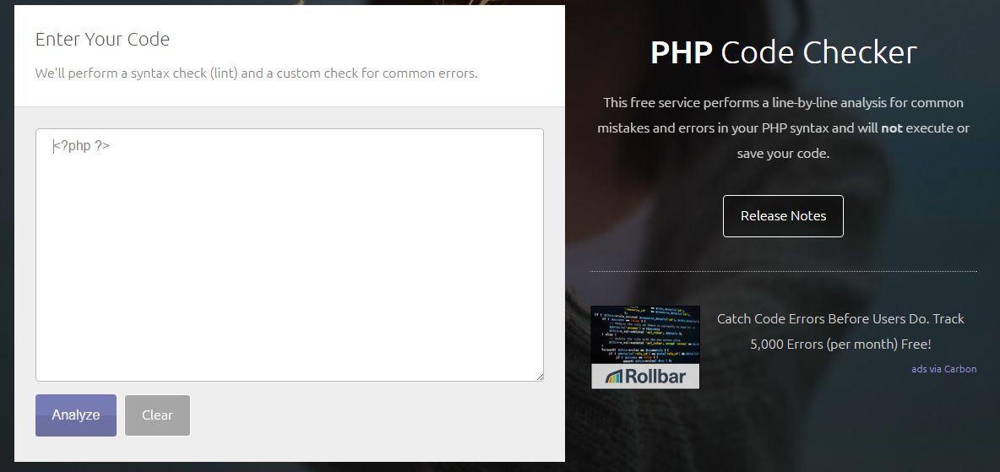 Enter Your Code
We'll perform a syntax check (lint) and a custom check for common errors.
<?php ?>
Analyze
Clear
PHP Code Checker
This free service performs a line-by-line analysis for common
mistakes and errors in your PHP syntax and will not execute or
save your code.
Release Notes
Rollbar
Catch Code Errors Before Users Do. Track
5,000 Errors (per month) Free!
ads via Carbon